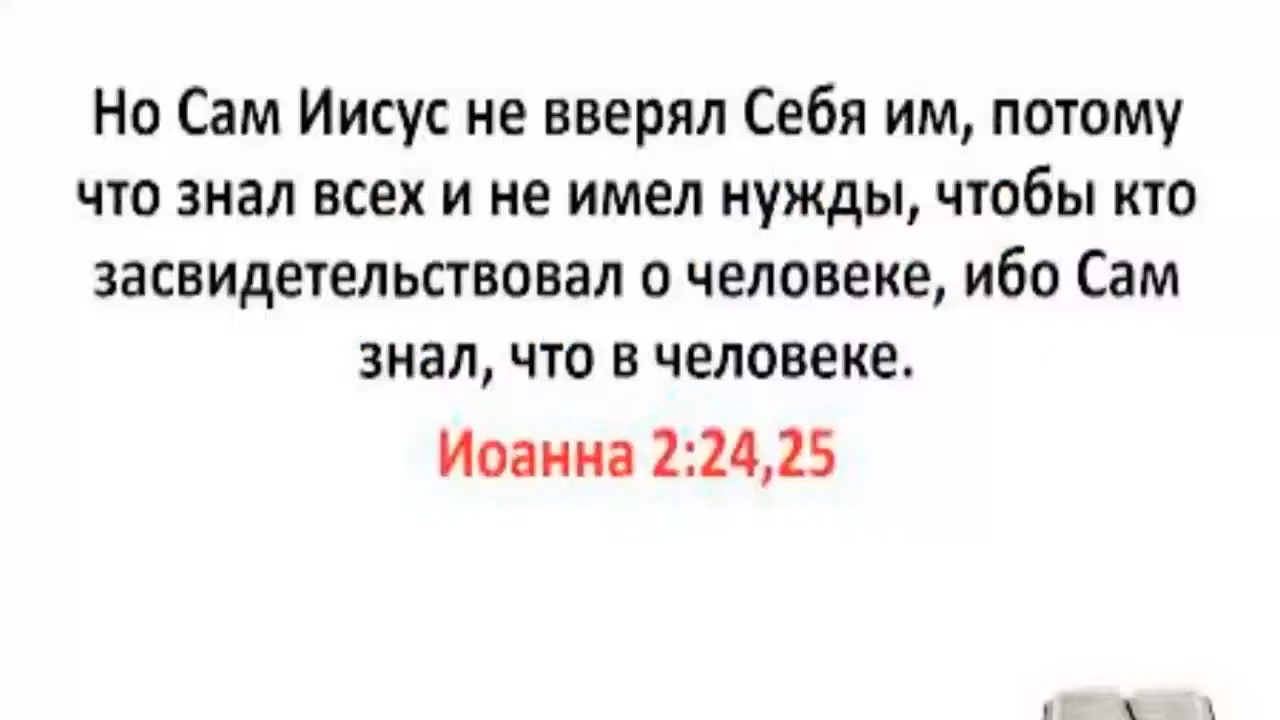 Но Сам Иисус не вверял Себя им, потому
что знал всех и не имел нужды, чтобы кто
засвидетельствовал о человеке, ибо Сам
знал, что в человеке.
Иоанна 2:24,25